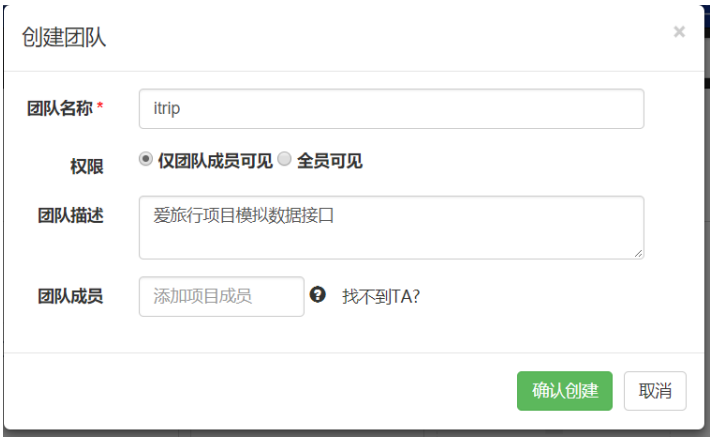 创建团队 ×
团队名称 * itrip
权限 仅团队成员可见 全员可见
团队描述 爱旅行项目模拟数据接口
团队成员 添加项目成员 ? 找不到TA?
确认创建 取消